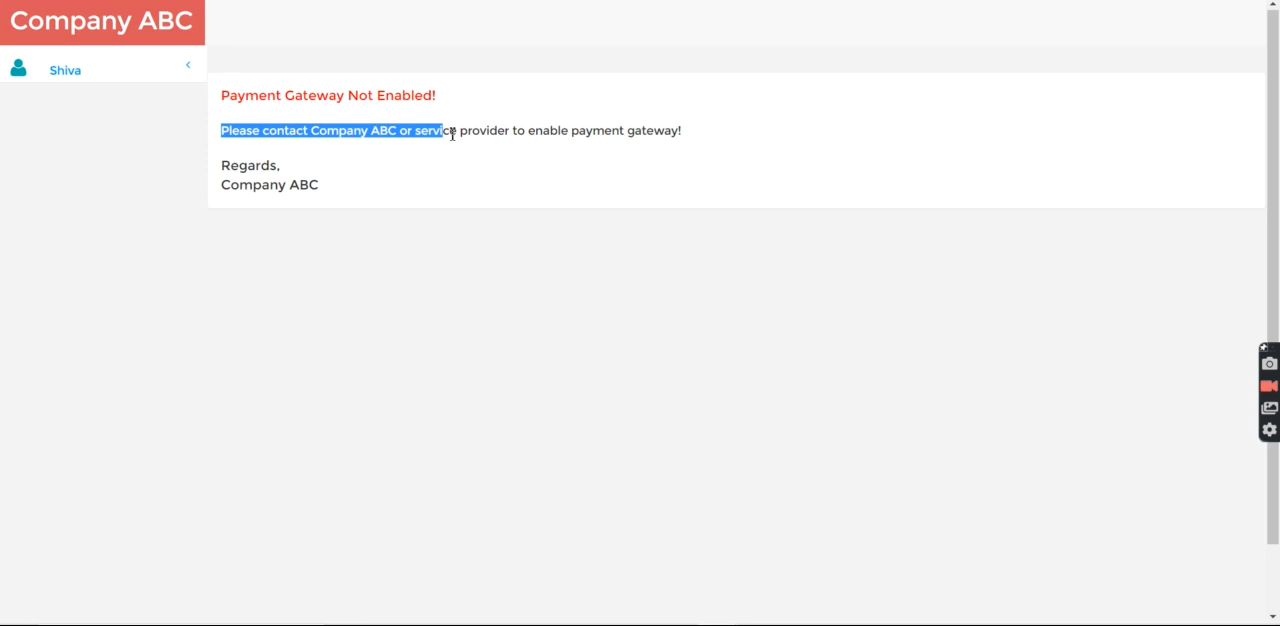 Company ABC
Shiva
Payment Gateway Not Enabled!
Please contact Company ABC or service provider to enable payment gateway!
Regards,
Company ABC